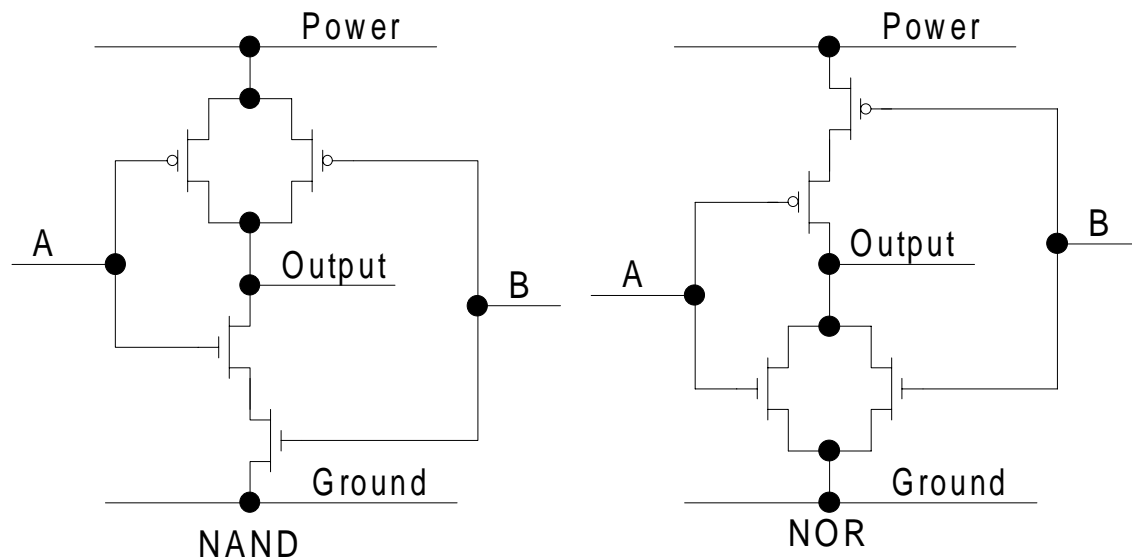 Power
A
Output
B
Ground
NAND
Power
B
Output
A
Ground
NOR